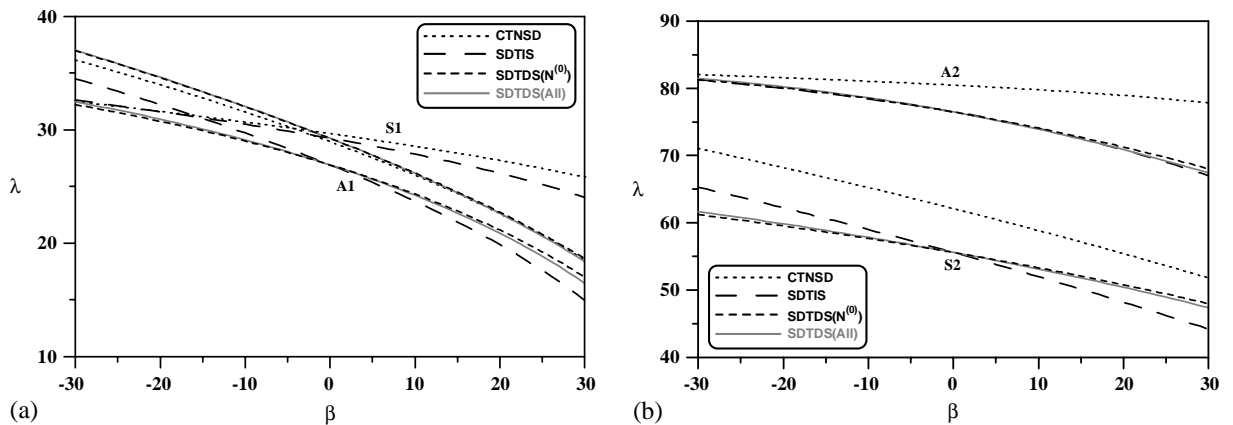 40
30
20
10
λ
CTNSD
SDTIS
SDTDS(N^(0))
SDTDS(All)
S1
A1
-30 -20 -10 0 10 20 30
(a) β
90
80
70
60
50
40
λ
A2
S2
CTNSD
SDTIS
SDTDS(N^(0))
SDTDS(All)
-30 -20 -10 0 10 20 30
(b) β